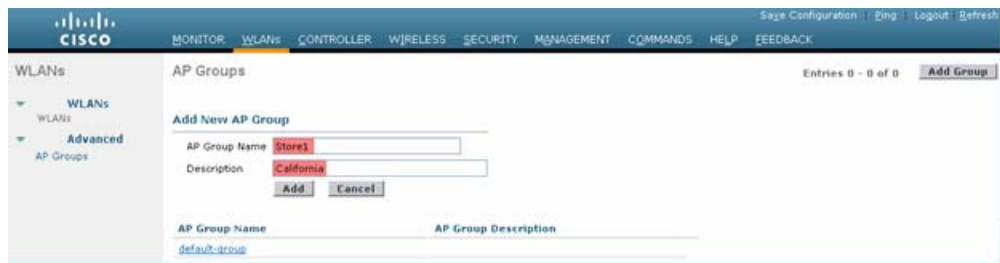 Save Configuration Ping Logout Refresh
CISCO
MONITOR WLANs CONTROLLER WIRELESS SECURITY MANAGEMENT COMMANDS HELP FEEDBACK
WLANs
AP Groups
Entries 0 - 0 of 0
Add Group
WLANs
WLANs
Advanced
AP Groups
Add New AP Group
AP Group Name Store1
Description California
Add Cancel
AP Group Name AP Group Description
default-group